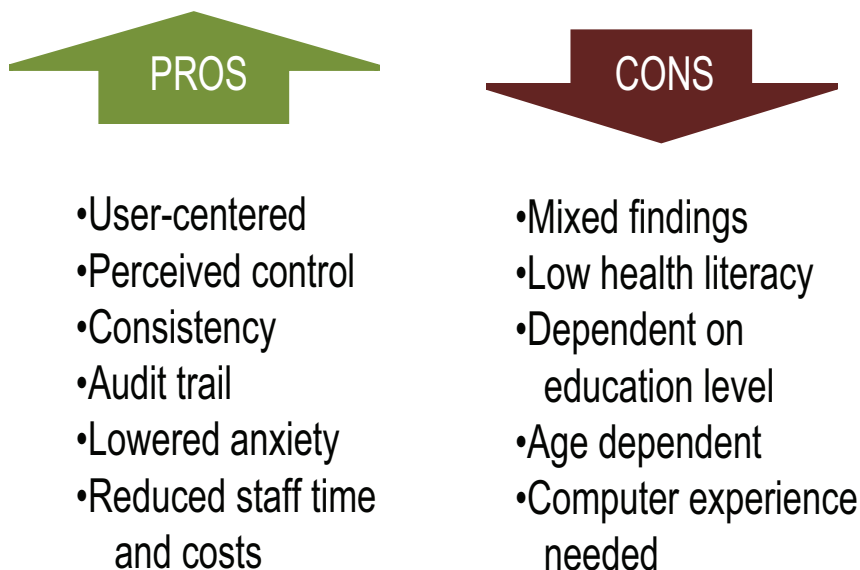 PROS
•User-centered
•Perceived control
•Consistency
•Audit trail
•Lowered anxiety
•Reduced staff time
and costs
CONS
•Mixed findings
•Low health literacy
•Dependent on
education level
•Age dependent
•Computer experience
needed